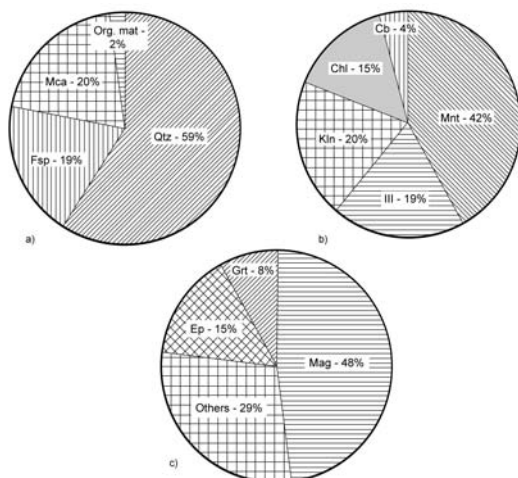 Org. mat -
2%
Mca - 20%
Qtz - 59%
Fsp - 19%
a)
Cb - 4%
Chl - 15%
Mnt - 42%
Kln - 20%
Ill - 19%
b)
Grt - 8%
Ep - 15%
Mag - 48%
Others - 29%
c)